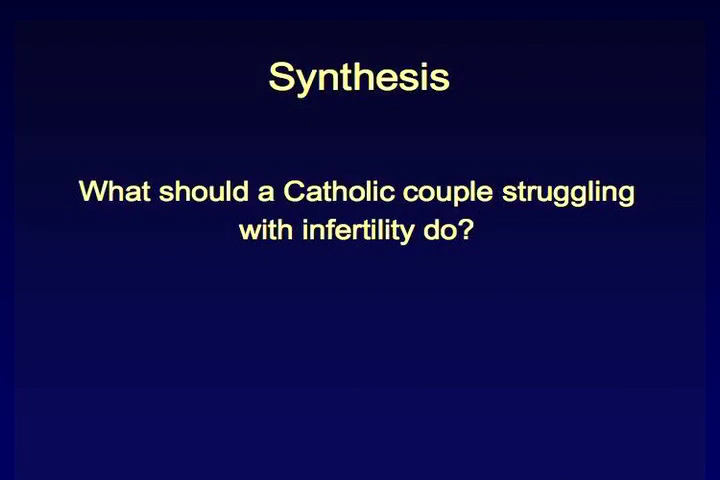 Synthesis
What should a Catholic couple struggling
with infertility do?